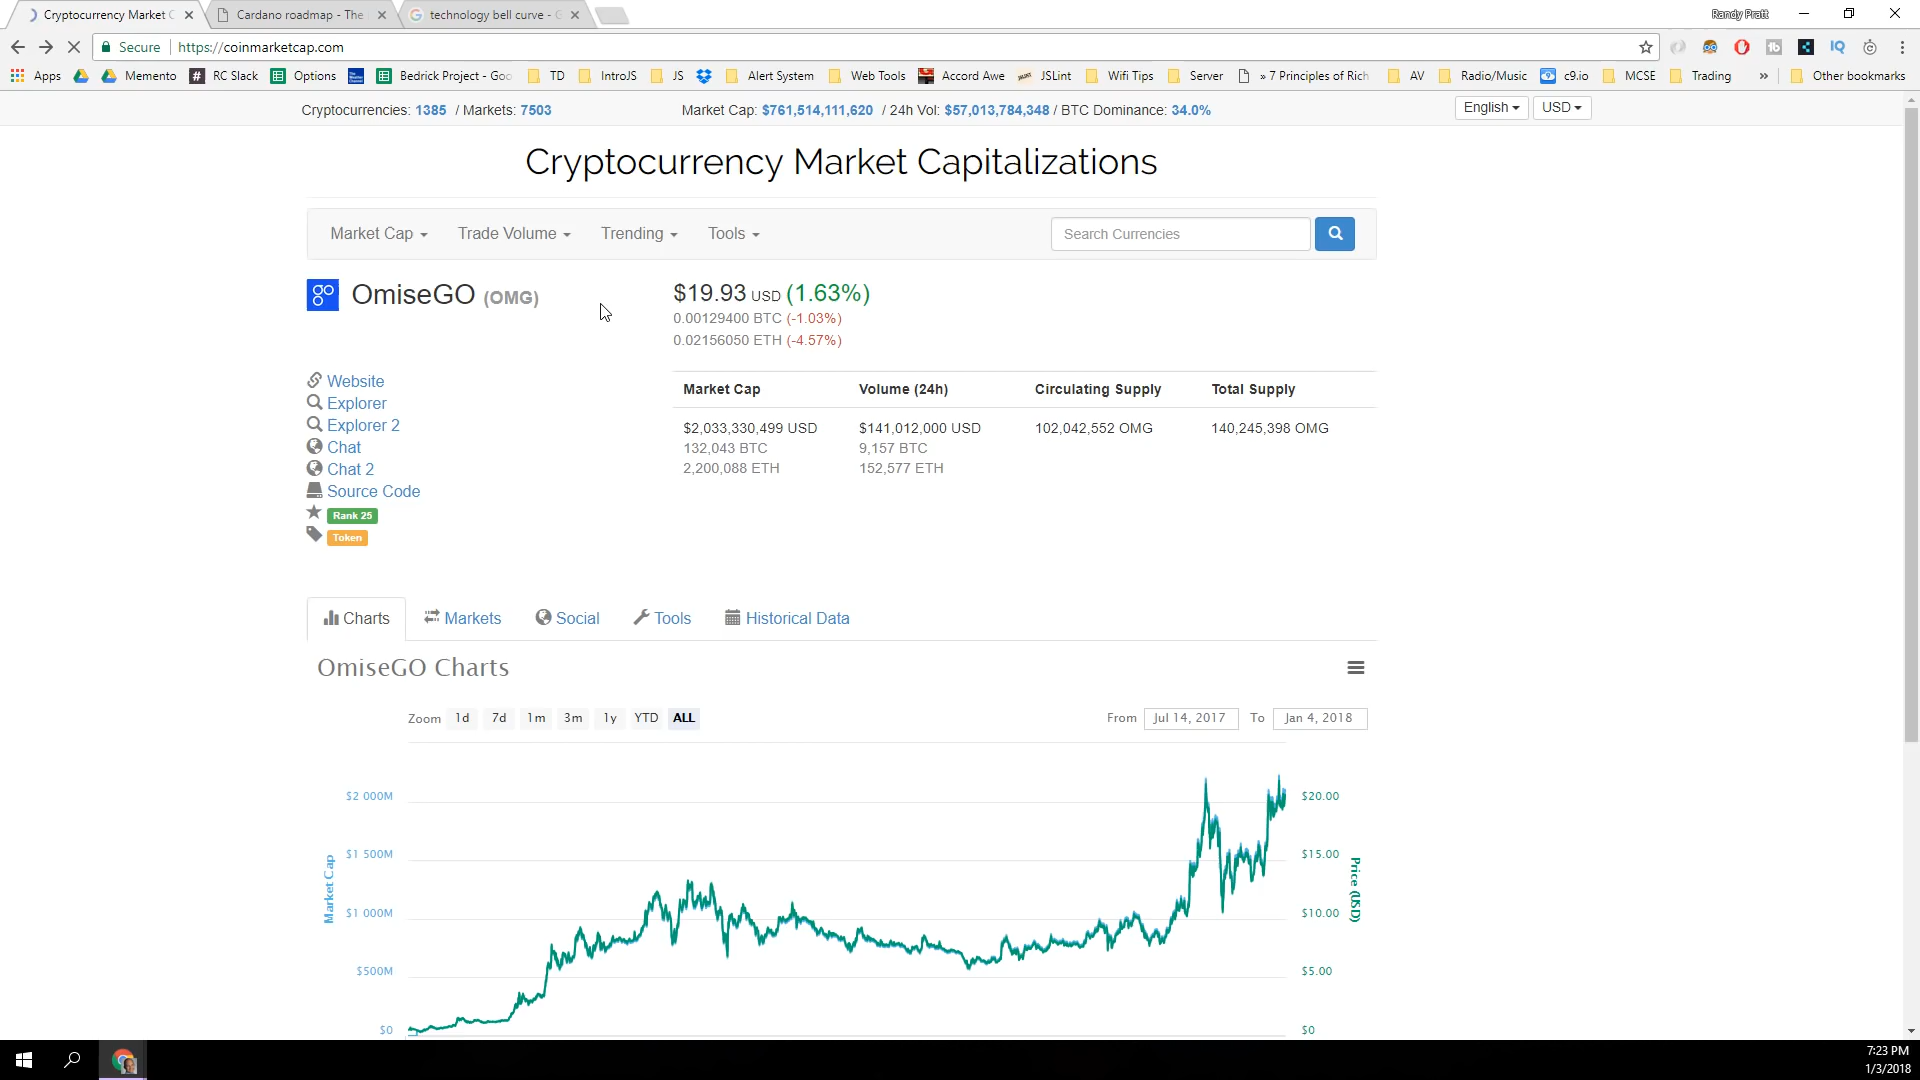 Cryptocurrency Market C
Cardano roadmap - The
technology bell curve - G
Randy Pratt
Secure https://coinmarketcap.com
Apps Memento RC Slack Options Bedrick Project - Goo TD IntroJS JS Alert System Web Tools Accord Awe JSLint Wifi Tips Server » 7 Principles of Rich AV Radio/Music c9.io MCSE Trading » Other bookmarks
Cryptocurrencies: 1385 / Markets: 7503 Market Cap: $761,514,111,620 / 24h Vol: $57,013,784,348 / BTC Dominance: 34.0% English USD
Cryptocurrency Market Capitalizations
Market Cap Trade Volume Trending Tools Search Currencies
OmiseGO (OMG)
$19.93 USD (1.63%)
0.00129400 BTC (-1.03%)
0.02156050 ETH (-4.57%)
Website
Explorer
Explorer 2
Chat
Chat 2
Source Code
Rank 25
Token
Market Cap Volume (24h) Circulating Supply Total Supply
$2,033,330,499 USD $141,012,000 USD 102,042,552 OMG 140,245,398 OMG
132,043 BTC 9,157 BTC
2,200,088 ETH 152,577 ETH
Charts Markets Social Tools Historical Data
OmiseGO Charts
Zoom 1d 7d 1m 3m 1y YTD ALL From Jul 14, 2017 To Jan 4, 2018
$2 000M $20.00
$1 500M $15.00
Market Cap
Price (USD)
$1 000M $10.00
$500M $5.00
$0 $0
7:23 PM
1/3/2018